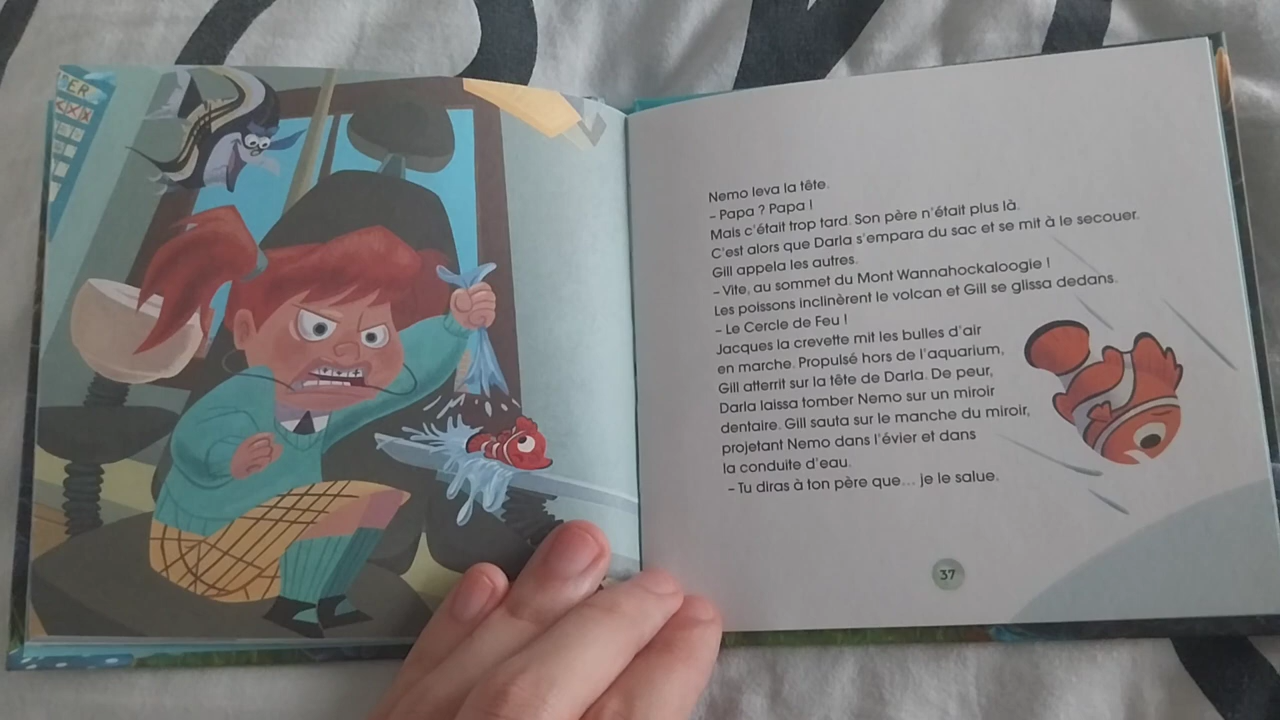 ER
Nemo leva la tête.
– Papa ? Papa !
Mais c'était trop tard. Son père n'était plus là.
C'est alors que Darla s'empara du sac et se mit à le secouer.
Gill appela les autres.
– Vite, au sommet du Mont Wannahockaloogie !
Les poissons inclinèrent le volcan et Gill se glissa dedans.
– Le Cercle de Feu !
Jacques la crevette mit les bulles d'air
en marche. Propulsé hors de l'aquarium,
Gill atterrit sur la tête de Darla. De peur,
Darla laissa tomber Nemo sur un miroir
dentaire. Gill sauta sur le manche du miroir,
projetant Nemo dans l'évier et dans
la conduite d'eau.
– Tu diras à ton père que... je le salue.
37